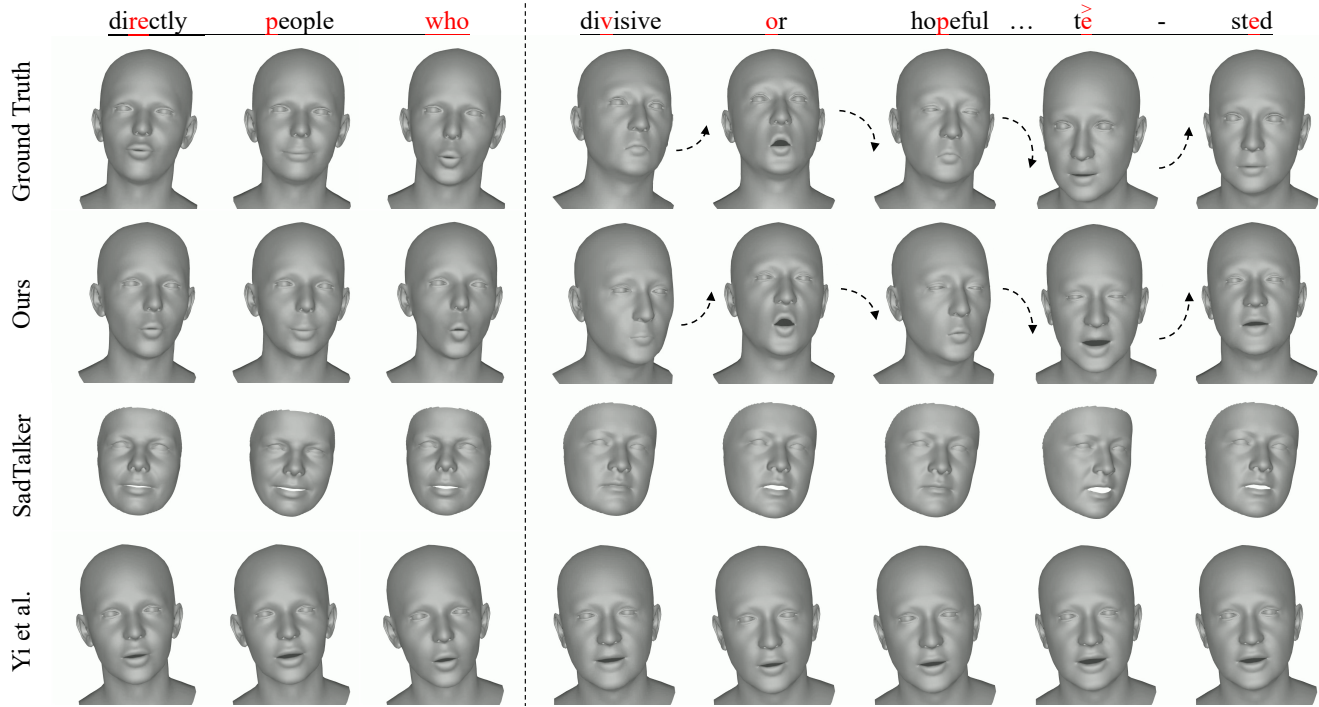 directly people who divisive or hopeful … te - sted
>
Ground Truth
Ours
SadTalker
Yi et al.